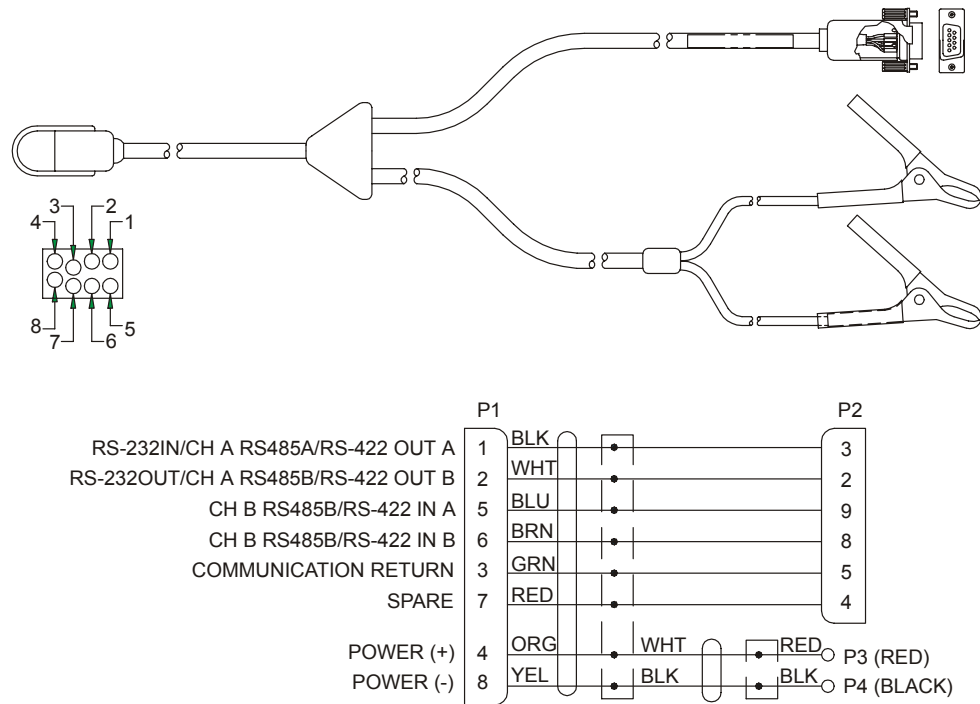 3 2
4 1
8 5
7 6
P1 P2
RS-232IN/CH A RS485A/RS-422 OUT A 1 BLK 3
RS-232OUT/CH A RS485B/RS-422 OUT B 2 WHT 2
CH B RS485B/RS-422 IN A 5 BLU 9
CH B RS485B/RS-422 IN B 6 BRN 8
COMMUNICATION RETURN 3 GRN 5
SPARE 7 RED 4
POWER (+) 4 ORG WHT RED P3 (RED)
POWER (-) 8 YEL BLK BLK P4 (BLACK)